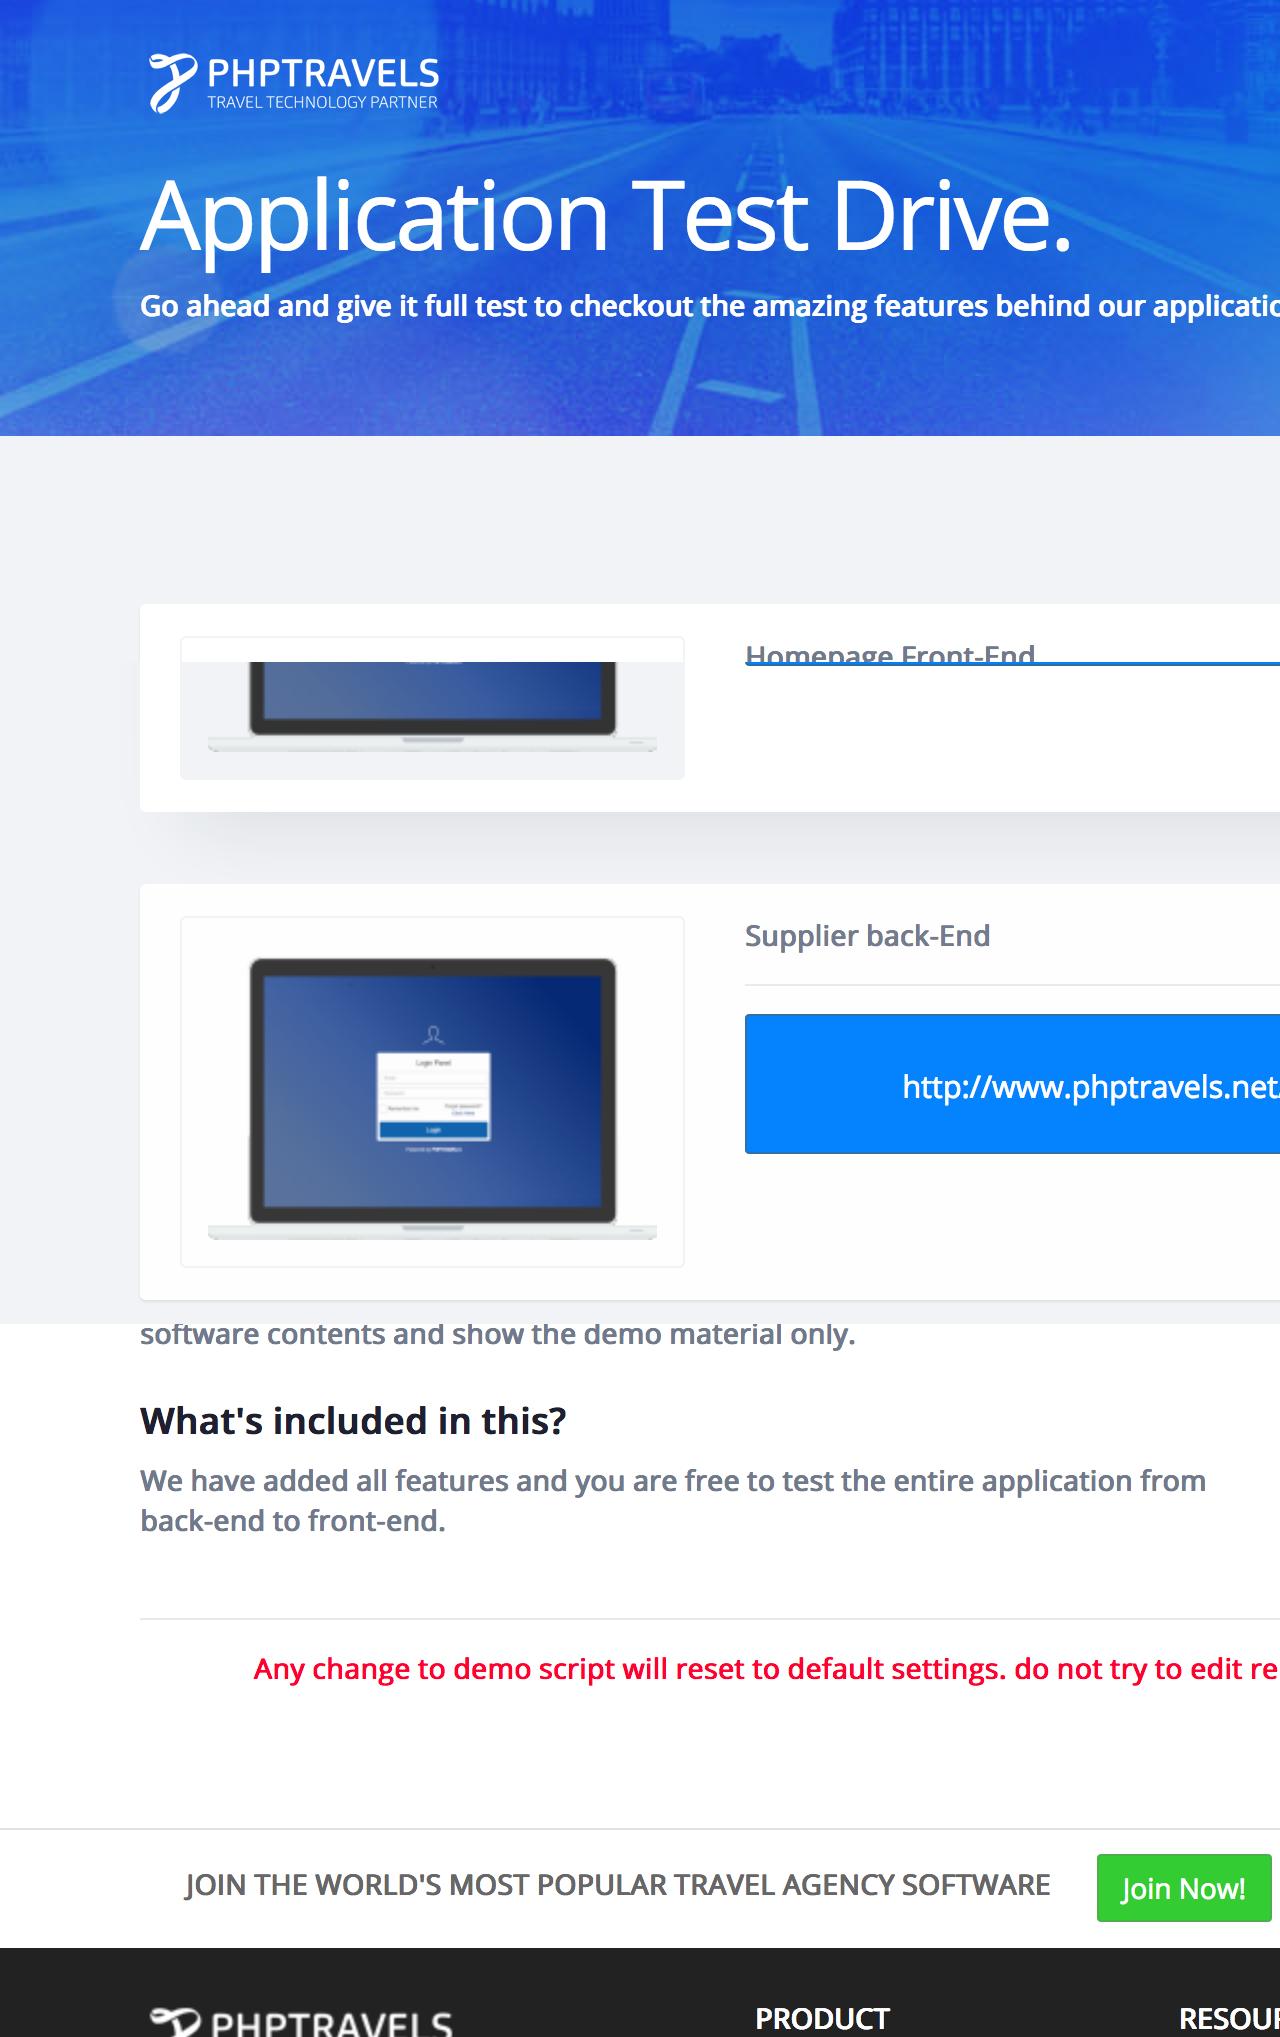 PHPTRAVELS
TRAVEL TECHNOLOGY PARTNER
Application Test Drive.
Go ahead and give it full test to checkout the amazing features behind our applicatio
Homepage Front-End
Supplier back-End
Login Panel
Login
http://www.phptravels.net/
software contents and show the demo material only.
What's included in this?
We have added all features and you are free to test the entire application from
back-end to front-end.
Any change to demo script will reset to default settings. do not try to edit re
JOIN THE WORLD'S MOST POPULAR TRAVEL AGENCY SOFTWARE
Join Now!
PHPTRAVELS
PRODUCT
RESOUR